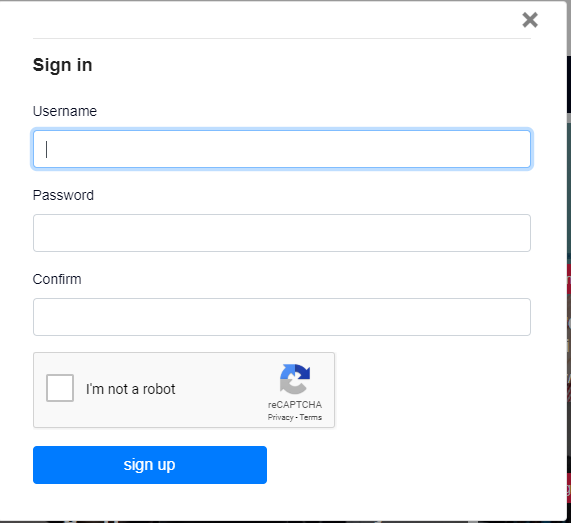 Sign in
Username
Password
Confirm
I'm not a robot
reCAPTCHA
Privacy - Terms
sign up